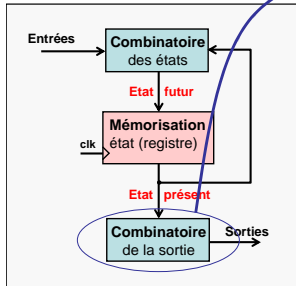 Entrées
Combinatoire
des états
Etat futur
Mémorisation
état (registre)
clk
Etat présent
Combinatoire
de la sortie
Sorties